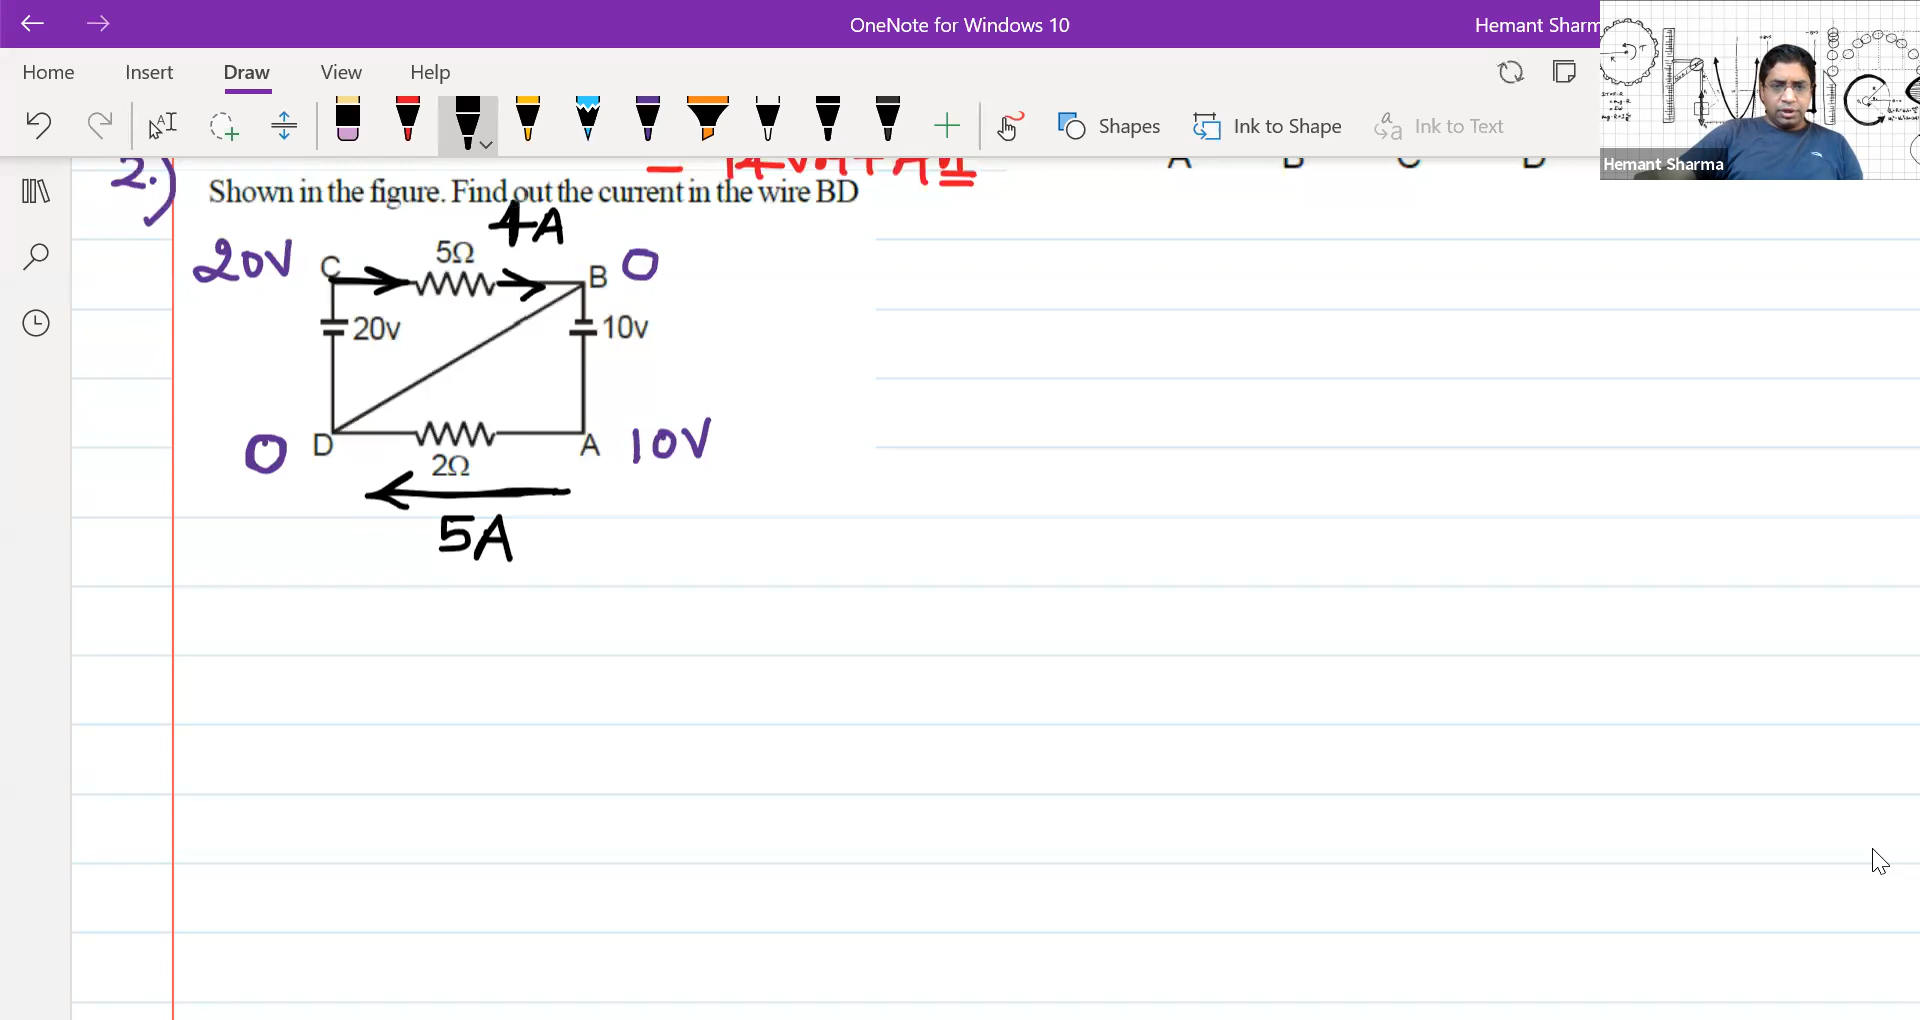 OneNote for Windows 10
Hemant Sharm
Home Insert Draw View Help
Shapes Ink to Shape Ink to Text
Hemant Sharma
2.)
Shown in the figure. Find out the current in the wire BD
4A
20V C 5Ω B 0
20v 10v
0 D 2Ω A 10V
5A